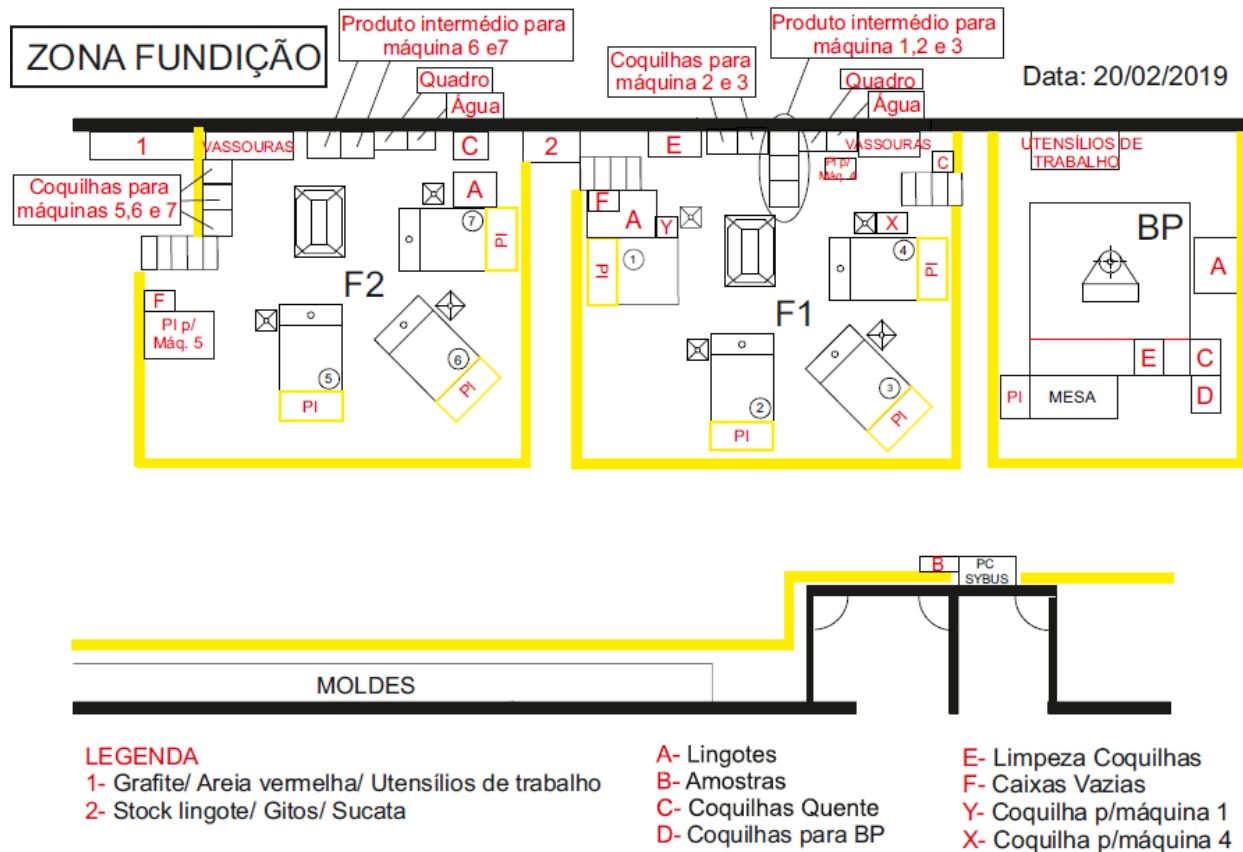 ZONA FUNDIÇÃO
Produto intermédio para
máquina 6 e7
Quadro
Água
Coquilhas para
máquina 2 e 3
Produto intermédio para
máquina 1,2 e 3
Quadro
Água
Data: 20/02/2019
1
VASSOURAS
C
2
E
VASSOURAS
PI p/
Máq. 4
C
UTENSÍLIOS DE
TRABALHO
Coquilhas para
máquinas 5,6 e 7
A
7
PI
F
A
Y
X
4
PI
BP
A
F2
PI
1
F1
F
PI p/
Máq. 5
5
PI
6
PI
2
PI
3
PI
E
C
PI
MESA
D
B
PC
SYBUS
MOLDES
LEGENDA
1- Grafite/ Areia vermelha/ Utensílios de trabalho
2- Stock lingote/ Gitos/ Sucata
A- Lingotes
B- Amostras
C- Coquilhas Quente
D- Coquilhas para BP
E- Limpeza Coquilhas
F- Caixas Vazias
Y- Coquilha p/máquina 1
X- Coquilha p/máquina 4